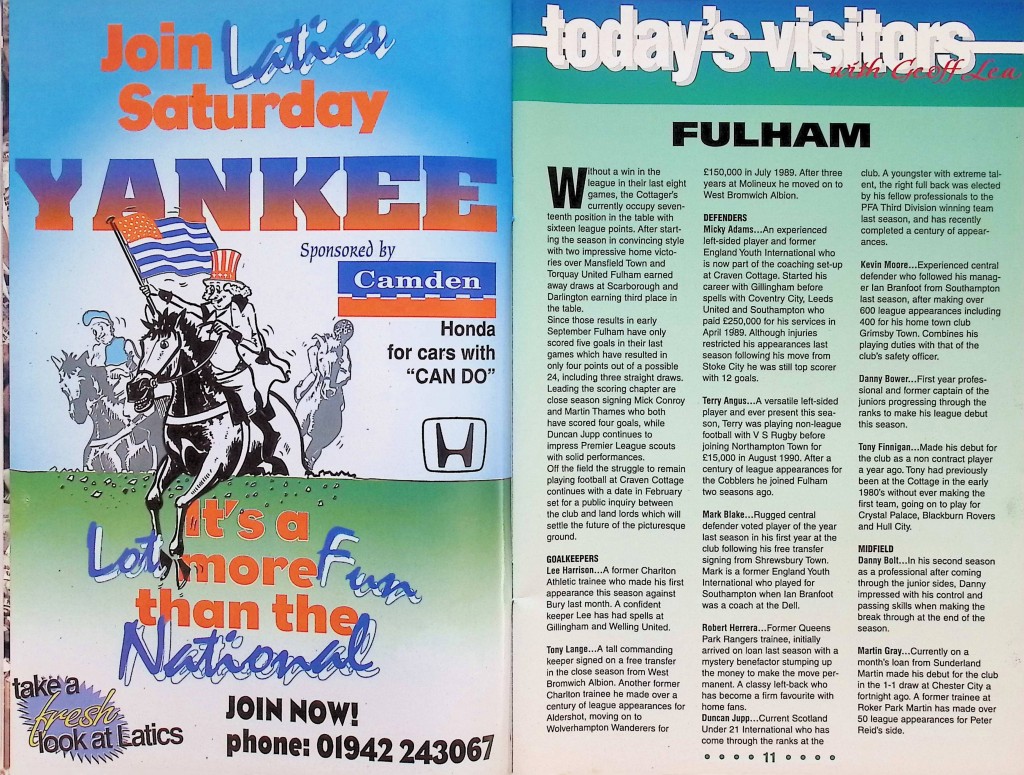 Join Latics
Saturday
YANKEE
Sponsored by
Camden
Honda
for cars with
“CAN DO”
It's a
Lot more Fun
than the
National
take a
fresh
look at Latics
JOIN NOW!
phone: 01942 243067
today's visitors
with Geoff Lea
FULHAM
Without a win in the
league in their last eight
games, the Cottager's
currently occupy seven-
teenth position in the table with
sixteen league points. After start-
ing the season in convincing style
with two impressive home victo-
ries over Mansfield Town and
Torquay United Fulham earned
away draws at Scarborough and
Darlington earning third place in
the table.
Since those results in early
September Fulham have only
scored five goals in their last
games which have resulted in
only four points out of a possible
24, including three straight draws.
Leading the scoring chapter are
close season signing Mick Conroy
and Martin Thames who both
have scored four goals, while
Duncan Jupp continues to
impress Premier League scouts
with solid performances.
Off the field the struggle to remain
playing football at Craven Cottage
continues with a date in February
set for a public inquiry between
the club and land lords which will
settle the future of the picturesque
ground.
GOALKEEPERS
Lee Harrison...A former Charlton
Athletic trainee who made his first
appearance this season against
Bury last month. A confident
keeper Lee has had spells at
Gillingham and Welling United.
Tony Lange...A tall commanding
keeper signed on a free transfer
in the close season from West
Bromwich Albion. Another former
Charlton trainee he made over a
century of league appearances for
Aldershot, moving on to
Wolverhampton Wanderers for
£150,000 in July 1989. After three
years at Molineux he moved on to
West Bromwich Albion.
DEFENDERS
Micky Adams...An experienced
left-sided player and former
England Youth International who
is now part of the coaching set-up
at Craven Cottage. Started his
career with Gillingham before
spells with Coventry City, Leeds
United and Southampton who
paid £250,000 for his services in
April 1989. Although injuries
restricted his appearances last
season following his move from
Stoke City he was still top scorer
with 12 goals.
Terry Angus...A versatile left-sided
player and ever present this sea-
son, Terry was playing non-league
football with V S Rugby before
joining Northampton Town for
£15,000 in August 1990. After a
century of league appearances for
the Cobblers he joined Fulham
two seasons ago.
Mark Blake...Rugged central
defender voted player of the year
last season in his first year at the
club following his free transfer
signing from Shrewsbury Town.
Mark is a former England Youth
International who played for
Southampton when Ian Branfoot
was a coach at the Dell.
Robert Herrera...Former Queens
Park Rangers trainee, initially
arrived on loan last season with a
mystery benefactor stumping up
the money to make the move per-
manent. A classy left-back who
has become a firm favourite with
home fans.
Duncan Jupp...Current Scotland
Under 21 International who has
come through the ranks at the
club. A youngster with extreme tal-
ent, the right full back was elected
by his fellow professionals to the
PFA Third Division winning team
last season, and has recently
completed a century of appear-
ances.
Kevin Moore...Experienced central
defender who followed his manag-
er Ian Branfoot from Southampton
last season, after making over
600 league appearances including
400 for his home town club
Grimsby Town. Combines his
playing duties with that of the
club's safety officer.
Danny Bower...First year profes-
sional and former captain of the
juniors progressing through the
ranks to make his league debut
this season.
Tony Finnigan...Made his debut for
the club as a non contract player
a year ago. Tony had previously
been at the Cottage in the early
1980's without ever making the
first team, going on to play for
Crystal Palace, Blackburn Rovers
and Hull City.
MIDFIELD
Danny Bolt...In his second season
as a professional after coming
through the junior sides, Danny
impressed with his control and
passing skills when making the
break through at the end of the
season.
Martin Gray...Currently on a
month's loan from Sunderland
Martin made his debut for the club
in the 1-1 draw at Chester City a
fortnight ago. A former trainee at
Roker Park Martin has made over
50 league appearances for Peter
Reid's side.
11